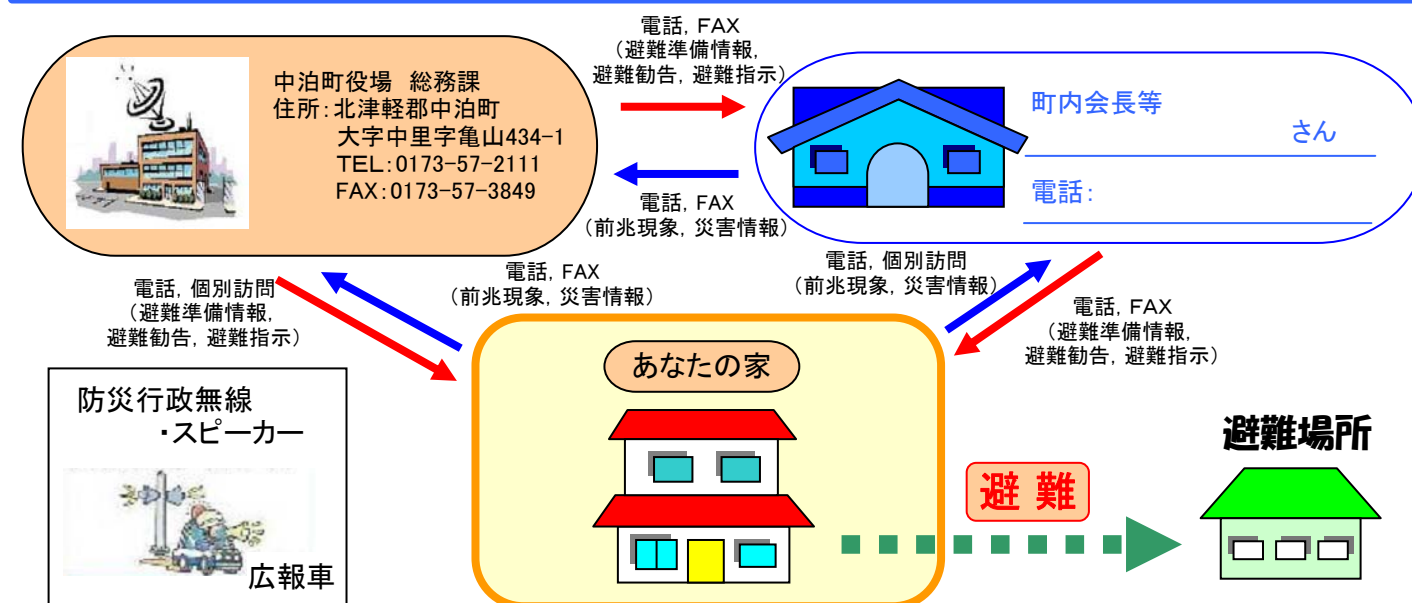 電話, FAX
（避難準備情報,
避難勧告, 避難指示）
中泊町役場 総務課
住所：北津軽郡中泊町
大字中里字亀山434-1
TEL：0173-57-2111
FAX：0173-57-3849
町内会長等
さん
電話：
電話, FAX
（前兆現象, 災害情報）
電話, 個別訪問
（避難準備情報,
避難勧告, 避難指示）
電話, FAX
（前兆現象, 災害情報）
電話, 個別訪問
（前兆現象, 災害情報）
電話, FAX
（避難準備情報,
避難勧告, 避難指示）
あなたの家
防災行政無線
・スピーカー
広報車
避難
避難場所